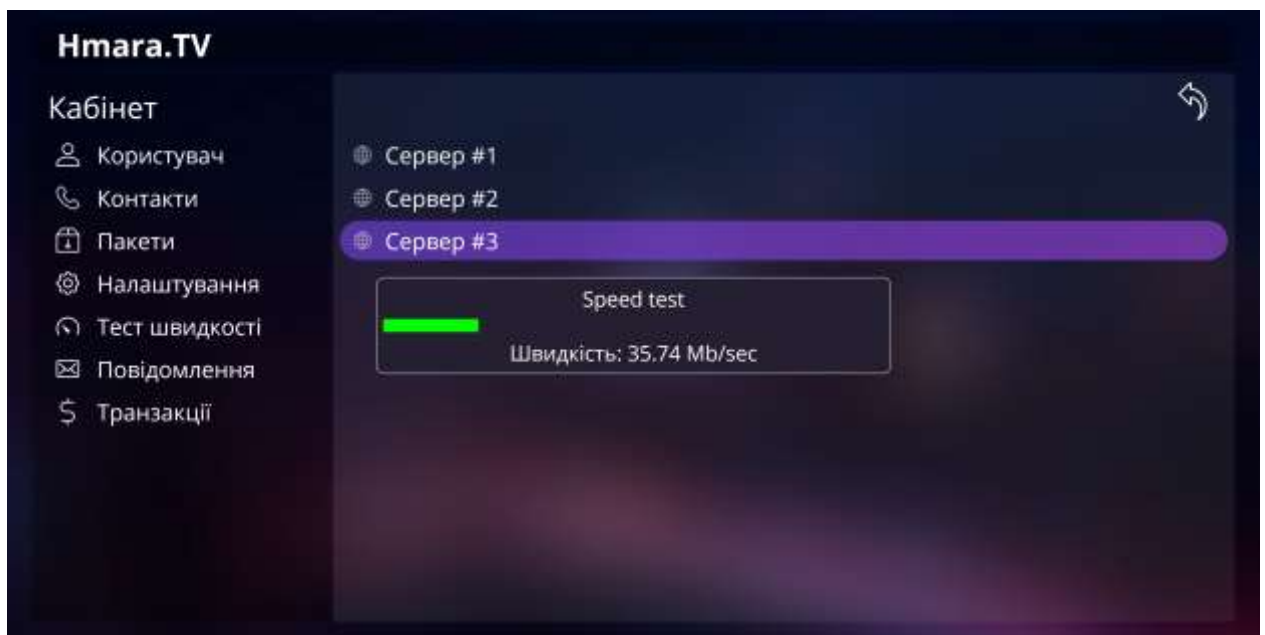 Hmara.TV
Кабінет
Користувач
Контакти
Пакети
Налаштування
Тест швидкості
Повідомлення
Транзакції
Сервер #1
Сервер #2
Сервер #3
Speed test
Швидкість: 35.74 Mb/sec